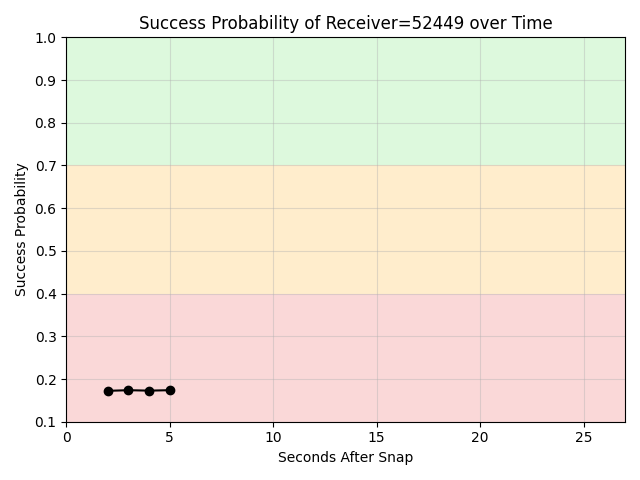 Success Probability of Receiver=52449 over Time
1.0
0.9
0.8
0.7
0.6
0.5
0.4
0.3
0.2
0.1
Success Probability
0 5 10 15 20 25
Seconds After Snap